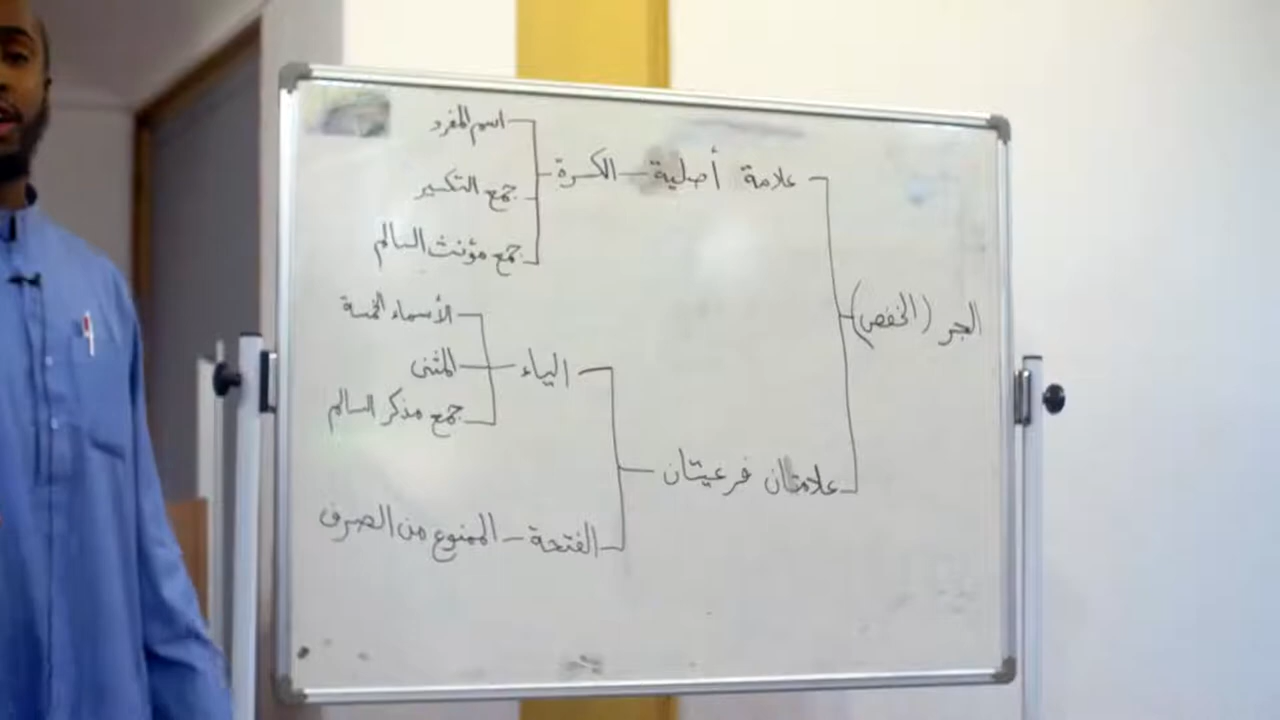 الجر (الخفض)
علامة أصلية – الكسرة
اسم المفرد
جمع التكسير
جمع مؤنث السالم
علامتان فرعيتان
الياء
الأسماء الخمسة
المثنى
جمع مذكر السالم
الفتحة – الممنوع من الصرف